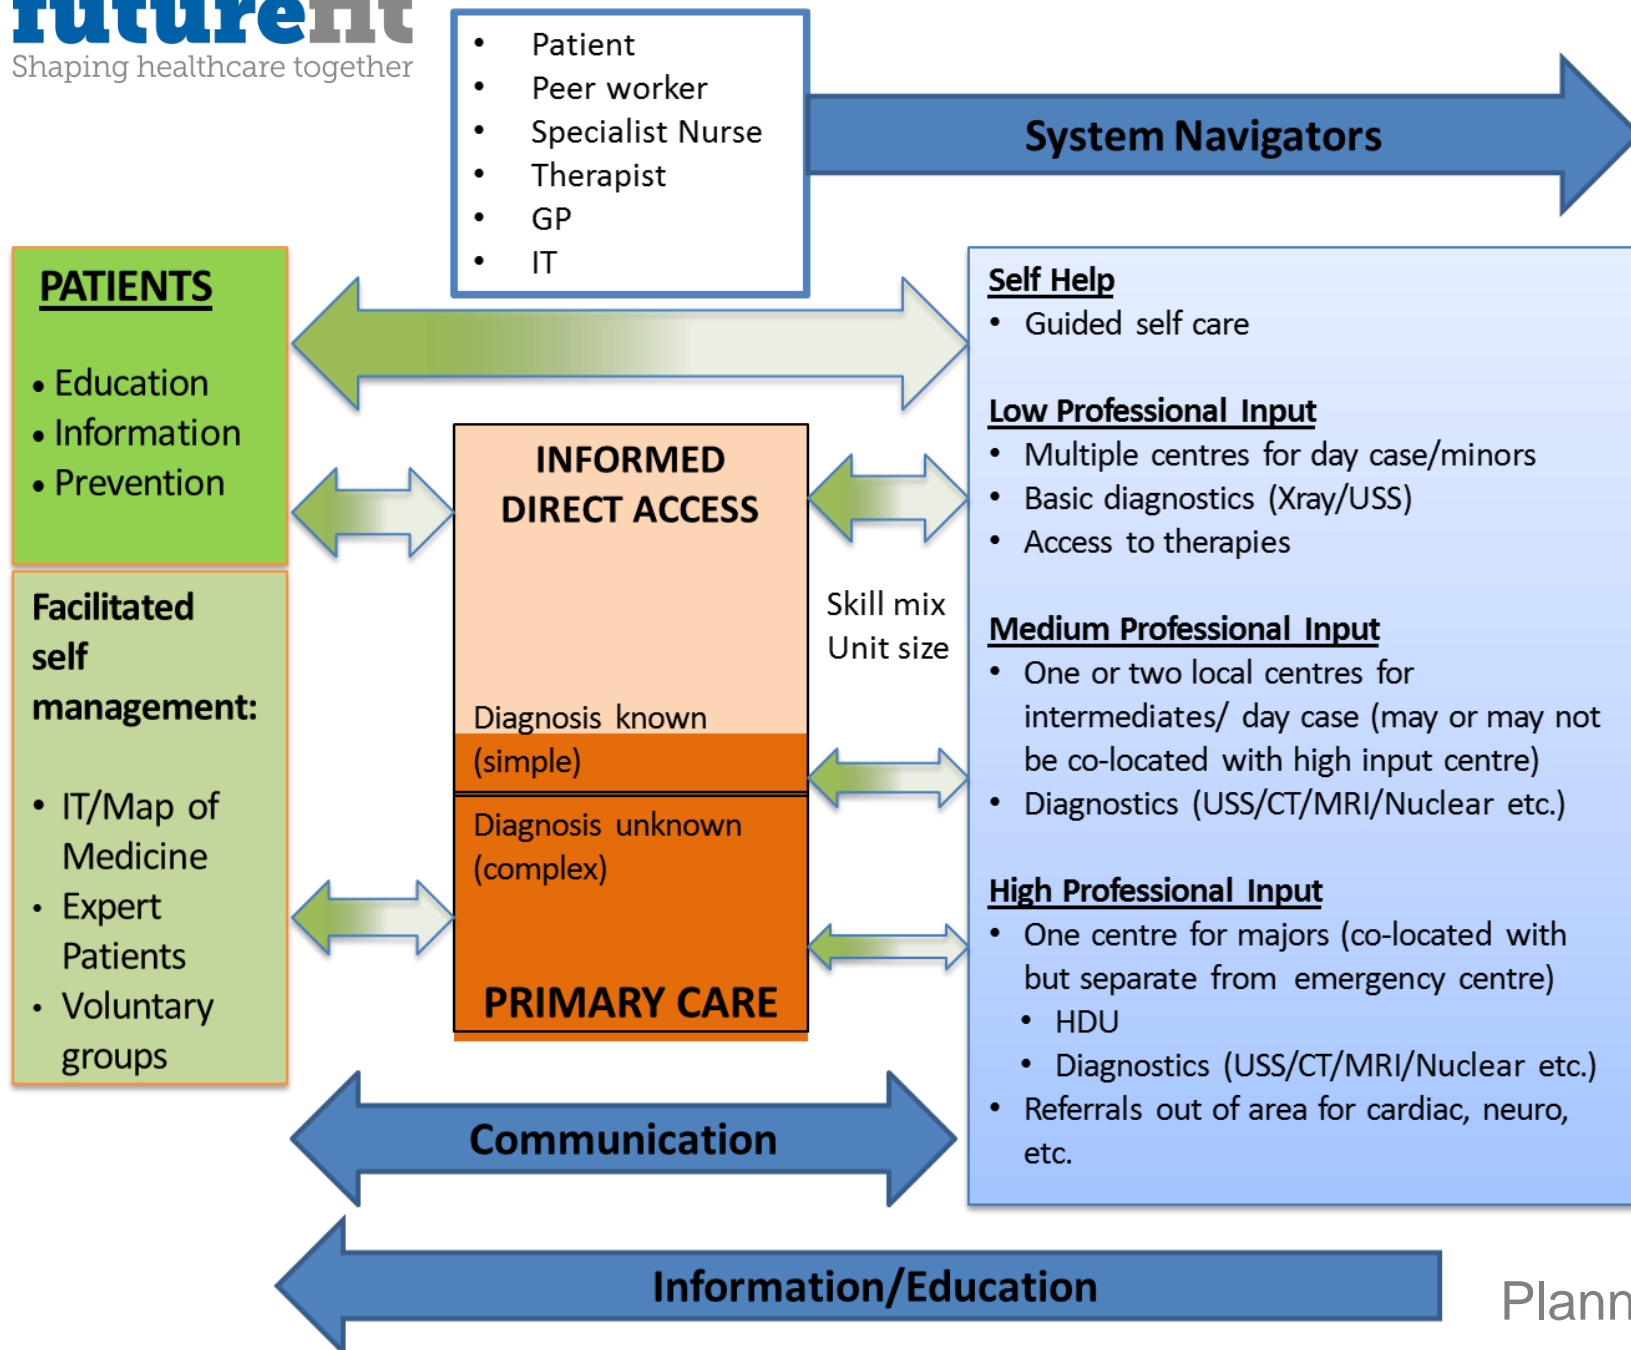 futurefit
Shaping healthcare together
• Patient
• Peer worker
• Specialist Nurse
• Therapist
• GP
• IT
System Navigators
PATIENTS
• Education
• Information
• Prevention
Facilitated
self
management:
• IT/Map of
Medicine
• Expert
Patients
• Voluntary
groups
INFORMED
DIRECT ACCESS
Diagnosis known
(simple)
Diagnosis unknown
(complex)
PRIMARY CARE
Skill mix
Unit size
Self Help
• Guided self care
Low Professional Input
• Multiple centres for day case/minors
• Basic diagnostics (Xray/USS)
• Access to therapies
Medium Professional Input
• One or two local centres for
intermediates/ day case (may or may not
be co-located with high input centre)
• Diagnostics (USS/CT/MRI/Nuclear etc.)
High Professional Input
• One centre for majors (co-located with
but separate from emergency centre)
• HDU
• Diagnostics (USS/CT/MRI/Nuclear etc.)
• Referrals out of area for cardiac, neuro,
etc.
Communication
Information/Education
Plann